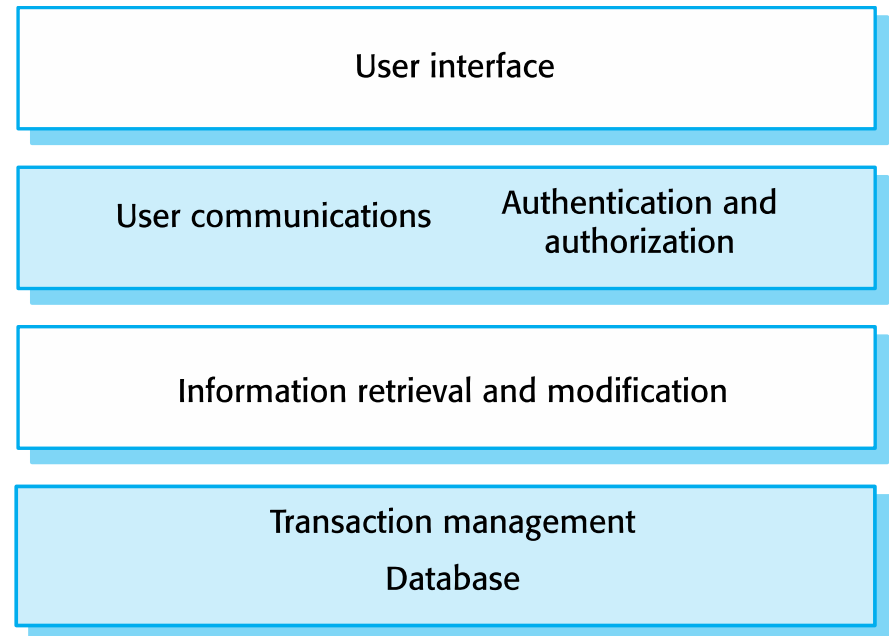 User interface
User communications
Authentication and
authorization
Information retrieval and modification
Transaction management
Database